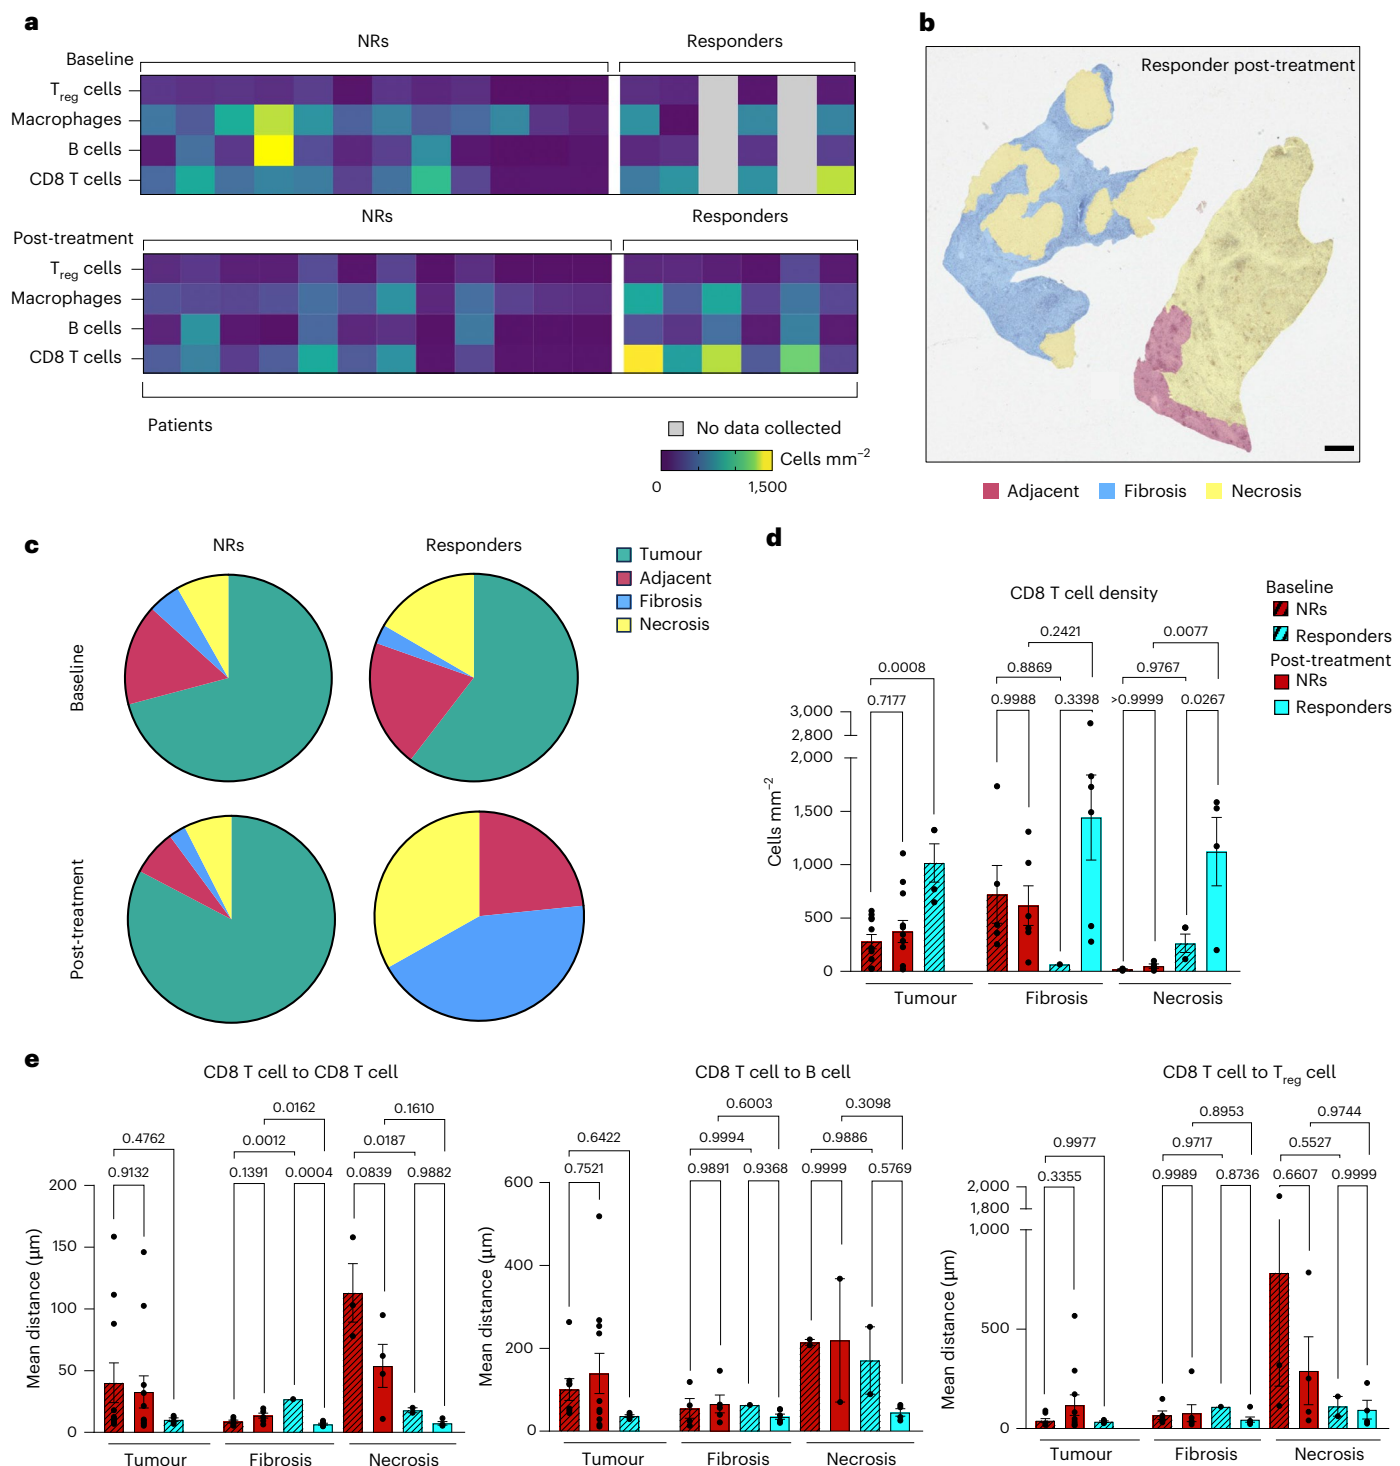 a
NRs
Responders
Baseline
Treg cells
Macrophages
B cells
CD8 T cells
NRs
Responders
Post-treatment
Treg cells
Macrophages
B cells
CD8 T cells
Patients
No data collected
Cells mm−2
0
1,500
b
Responder post-treatment
Adjacent
Fibrosis
Necrosis
c
NRs
Responders
Tumour
Adjacent
Fibrosis
Necrosis
Baseline
Post-treatment
d
CD8 T cell density
Baseline
NRs
Responders
Post-treatment
NRs
Responders
0.2421
0.0077
0.0008
0.8869
0.9767
0.7177
0.9988
0.3398
>0.9999
0.0267
3,000
2,800
2,000
1,500
1,000
500
0
Cells mm−2
Tumour
Fibrosis
Necrosis
e
CD8 T cell to CD8 T cell
0.0162
0.1610
0.4762
0.0012
0.0187
0.9132
0.1391
0.0004
0.0839
0.9882
200
150
100
50
0
Mean distance (µm)
Tumour
Fibrosis
Necrosis
CD8 T cell to B cell
0.6003
0.3098
0.6422
0.9994
0.9886
0.7521
0.9891
0.9368
0.9999
0.5769
600
400
200
0
Mean distance (µm)
Tumour
Fibrosis
Necrosis
CD8 T cell to Treg cell
0.8953
0.9744
0.9977
0.9717
0.5527
0.3355
0.9989
0.8736
0.6607
0.9999
2,000
1,800
1,000
500
0
Mean distance (µm)
Tumour
Fibrosis
Necrosis